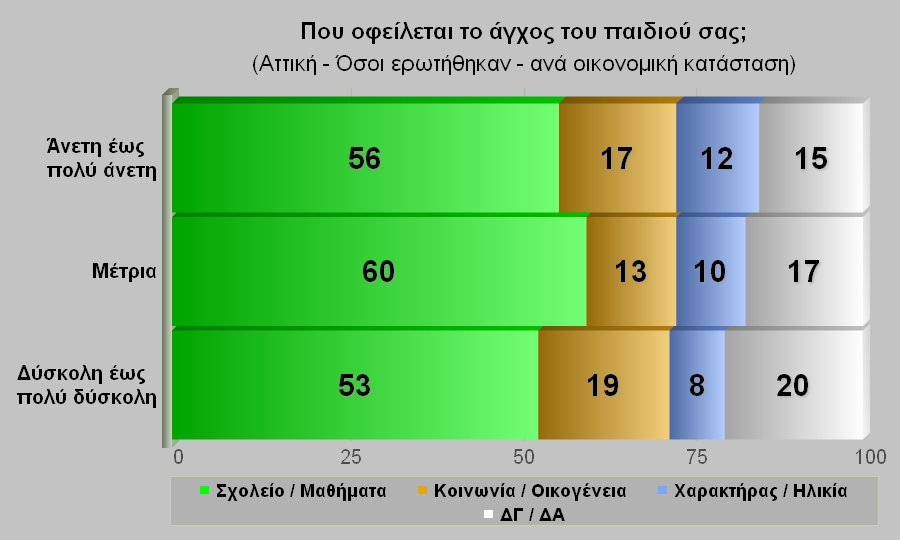 Που οφείλεται το άγχος του παιδιού σας;
(Αττική - Όσοι ερωτήθηκαν - ανά οικονομική κατάσταση)
Άνετη έως
πολύ άνετη
56 17 12 15
Μέτρια
60 13 10 17
Δύσκολη έως
πολύ δύσκολη
53 19 8 20
0 25 50 75 100
Σχολείο / Μαθήματα Κοινωνία / Οικογένεια Χαρακτήρας / Ηλικία
ΔΓ / ΔΑ